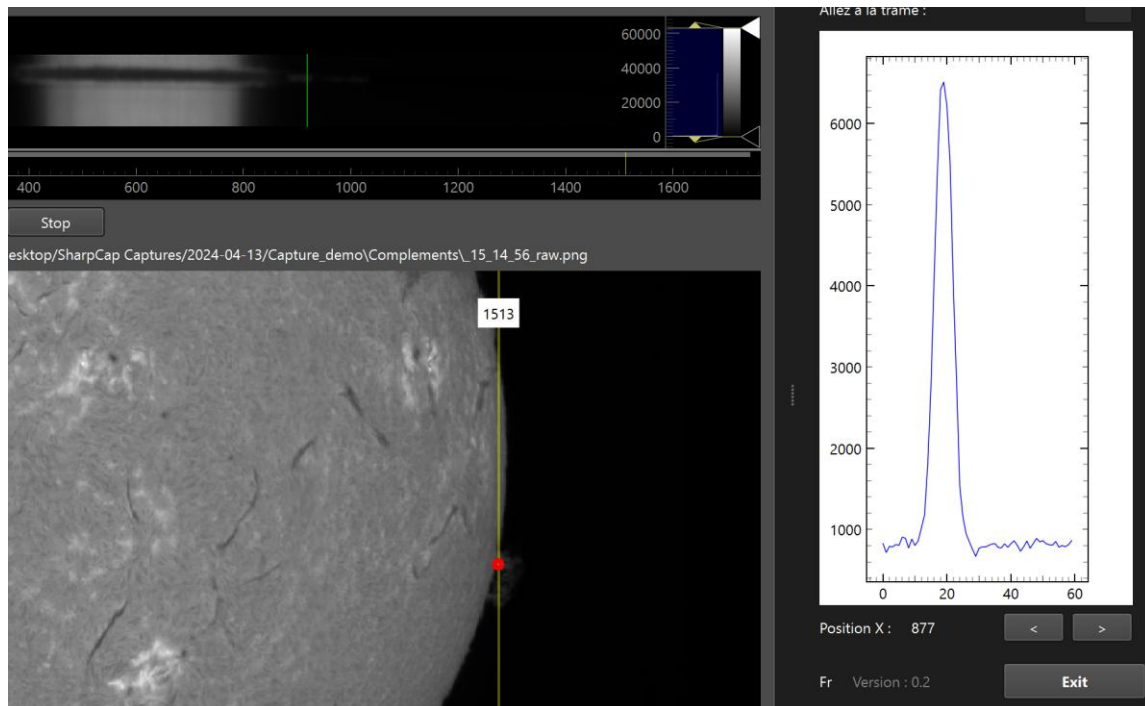 Allez à la trame :
60000
40000
20000
0
400 600 800 1000 1200 1400 1600
Stop
esktop/SharpCap Captures/2024-04-13/Capture_demo\Complements\_15_14_56_raw.png
1513
6000
5000
4000
3000
2000
1000
0 20 40 60
Position X : 877 < >
Fr Version : 0.2 Exit